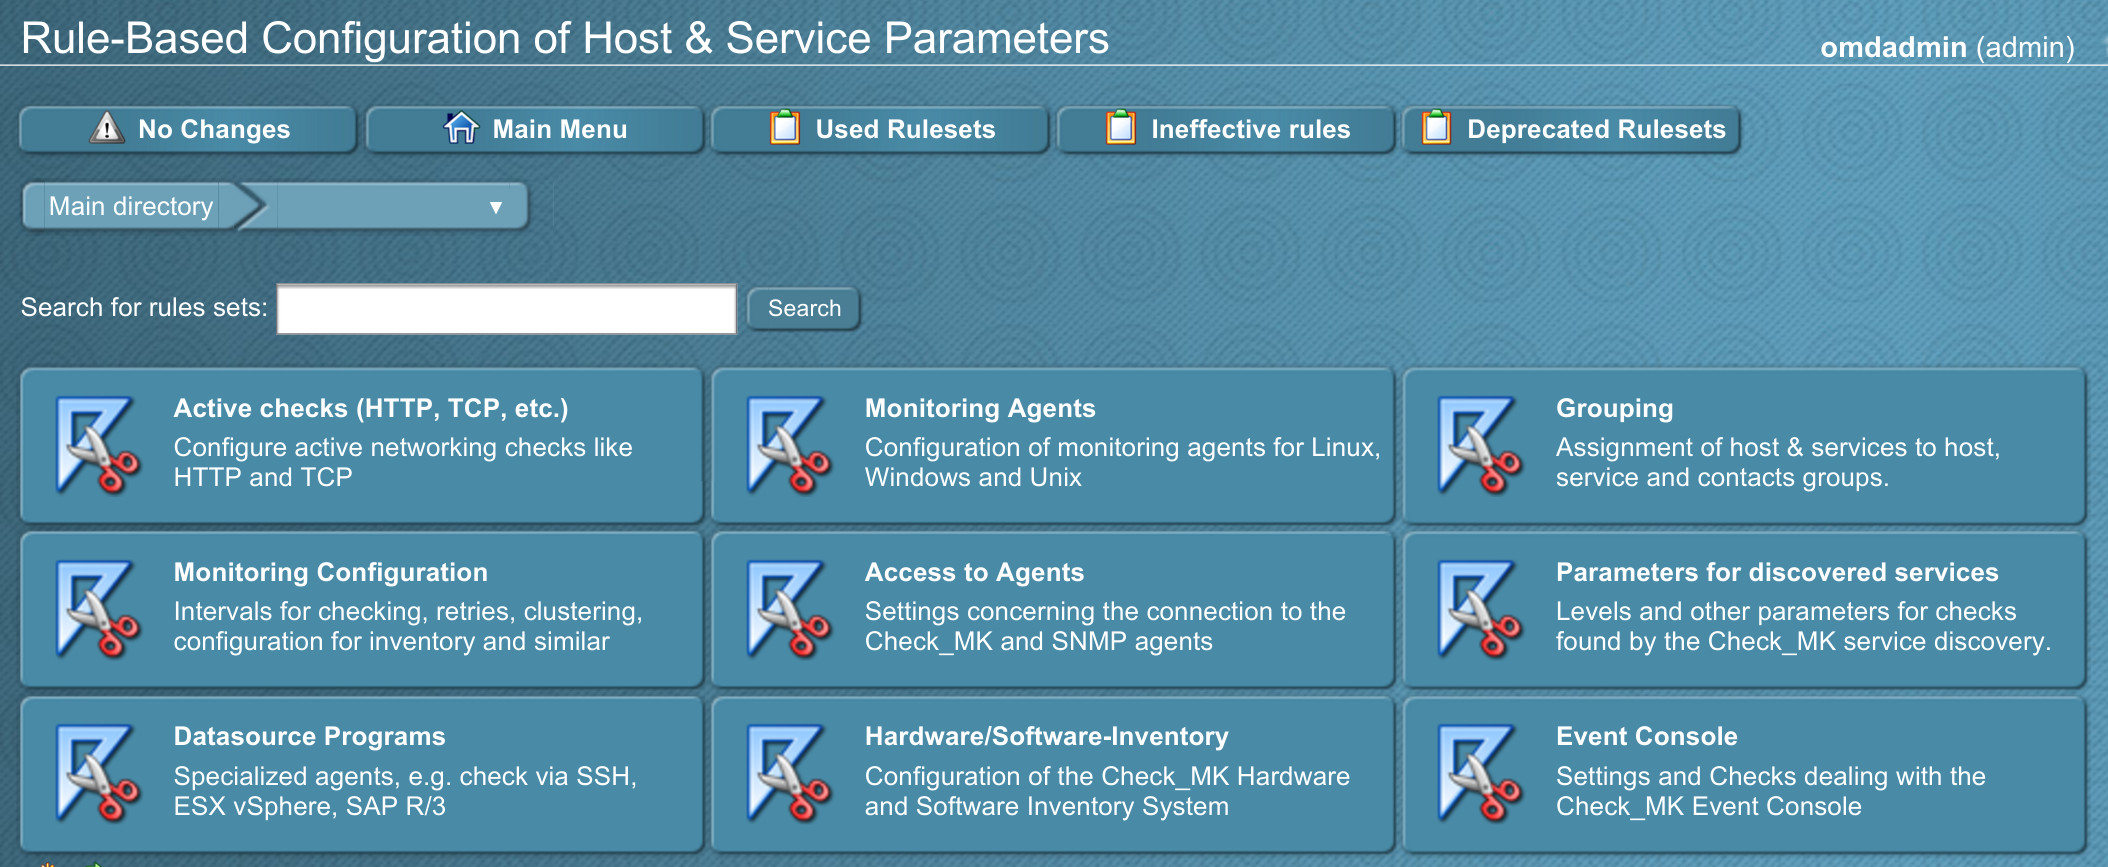 Rule-Based Configuration of Host & Service Parameters
omdadmin (admin)
No Changes
Main Menu
Used Rulesets
Ineffective rules
Deprecated Rulesets
Main directory
▼
Search for rules sets:
Search
Active checks (HTTP, TCP, etc.)
Configure active networking checks like
HTTP and TCP
Monitoring Agents
Configuration of monitoring agents for Linux,
Windows and Unix
Grouping
Assignment of host & services to host,
service and contacts groups.
Monitoring Configuration
Intervals for checking, retries, clustering,
configuration for inventory and similar
Access to Agents
Settings concerning the connection to the
Check_MK and SNMP agents
Parameters for discovered services
Levels and other parameters for checks
found by the Check_MK service discovery.
Datasource Programs
Specialized agents, e.g. check via SSH,
ESX vSphere, SAP R/3
Hardware/Software-Inventory
Configuration of the Check_MK Hardware
and Software Inventory System
Event Console
Settings and Checks dealing with the
Check_MK Event Console